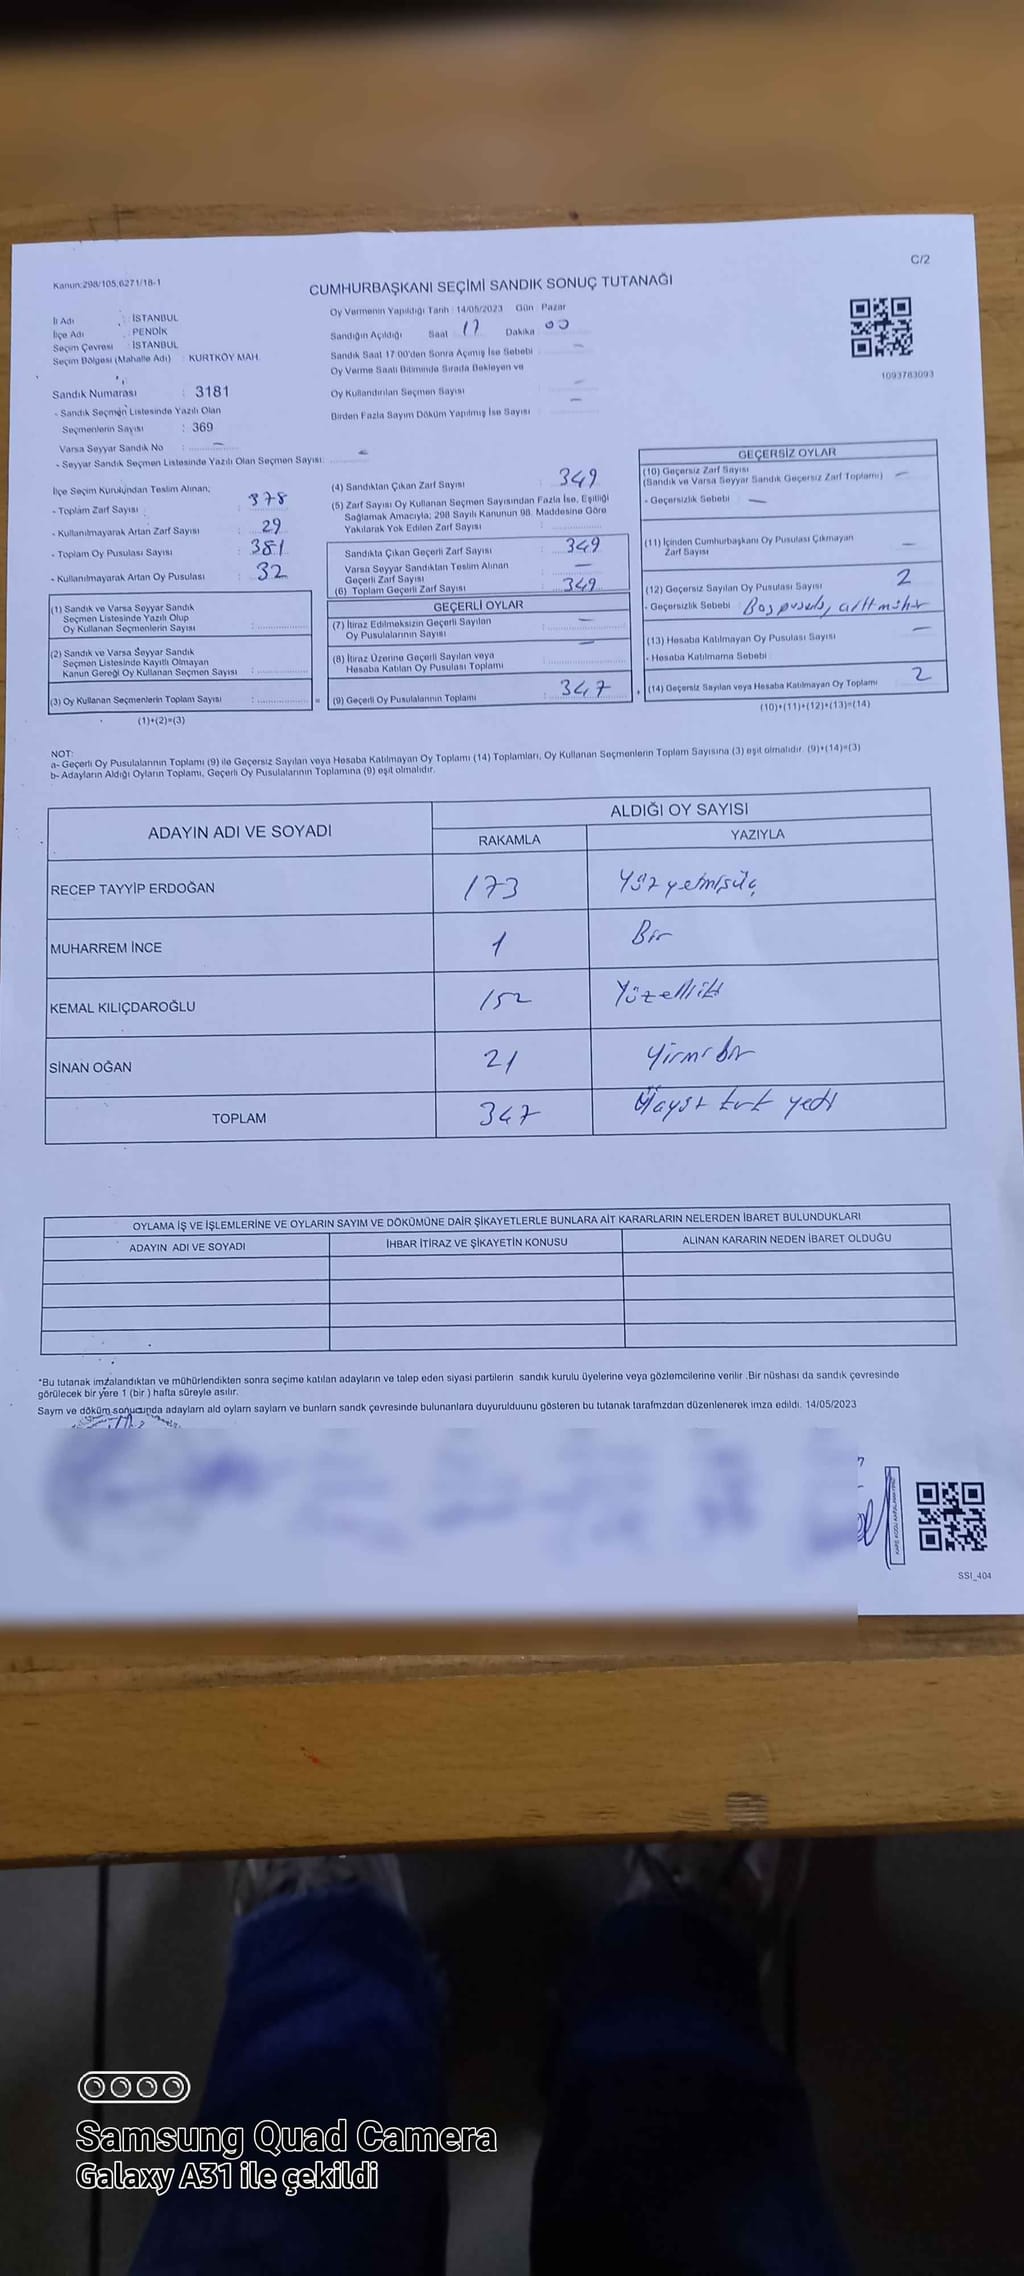 Kanun:298/105,6271/18-1
C/2
CUMHURBAŞKANI SEÇİMİ SANDIK SONUÇ TUTANAĞI
İl Adı : İSTANBUL
İlçe Adı : PENDİK
Seçim Çevresi : İSTANBUL
Seçim Bölgesi (Mahalle Adı) : KURTKÖY MAH.
Sandık Numarası : 3181
- Sandık Seçmen Listesinde Yazılı Olan
Seçmenlerin Sayısı : 369
Varsa Seyyar Sandık No : –
- Seyyar Sandık Seçmen Listesinde Yazılı Olan Seçmen Sayısı: –
Oy Vermenin Yapıldığı Tarih : 14/05/2023 Gün Pazar
Sandığın Açıldığı Saat 17 Dakika 00
Sandık Saat 17:00'den Sonra Açımış İse Sebebi –
Oy Verme Saati Bitiminde Sırada Bekleyen ve
Oy Kullandırılan Seçmen Sayısı –
Birden Fazla Sayım Döküm Yapılmış İse Sayısı : –
1093763093
İlçe Seçim Kurulundan Teslim Alınan;
- Toplam Zarf Sayısı : 378
- Kullanılmayarak Artan Zarf Sayısı : 29
- Toplam Oy Pusulası Sayısı : 381
- Kullanılmayarak Artan Oy Pusulası : 32
(1) Sandık ve Varsa Seyyar Sandık
Seçmen Listesinde Yazılı Olup
Oy Kullanan Seçmenlerin Sayısı :
(2) Sandık ve Varsa Seyyar Sandık
Seçmen Listesinde Kayıtlı Olmayan
Kanun Gereği Oy Kullanan Seçmen Sayısı :
(3) Oy Kullanan Seçmenlerin Toplam Sayısı :
(1)+(2)=(3)
(4) Sandıktan Çıkan Zarf Sayısı : 349
(5) Zarf Sayısı Oy Kullanan Seçmen Sayısından Fazla İse, Eşitliği
Sağlamak Amacıyla; 298 Sayılı Kanunun 98. Maddesine Göre
Yakılarak Yok Edilen Zarf Sayısı :
Sandıkta Çıkan Geçerli Zarf Sayısı : 349
Varsa Seyyar Sandıktan Teslim Alınan
Geçerli Zarf Sayısı : –
(6) Toplam Geçerli Zarf Sayısı : 349
GEÇERLİ OYLAR
(7) İtiraz Edilmeksizin Geçerli Sayılan
Oy Pusulalarının Sayısı : –
(8) İtiraz Üzerine Geçerli Sayılan veya
Hesaba Katılan Oy Pusulası Toplamı : –
= (9) Geçerli Oy Pusulalarının Toplamı : 347
GEÇERSİZ OYLAR
(10) Geçersiz Zarf Sayısı
(Sandık ve Varsa Seyyar Sandık Geçersiz Zarf Toplamı) –
- Geçersizlik Sebebi –
(11) İçinden Cumhurbaşkanı Oy Pusulası Çıkmayan
Zarf Sayısı –
(12) Geçersiz Sayılan Oy Pusulası Sayısı 2
- Geçersizlik Sebebi : Boş pusula,
(13) Hesaba Katılmayan Oy Pusulası Sayısı –
- Hesaba Katılmama Sebebi
+ (14) Geçersiz Sayılan veya Hesaba Katılmayan Oy Toplamı 2
(10)+(11)+(12)+(13)=(14)
NOT:
a- Geçerli Oy Pusulalarının Toplamı (9) ile Geçersiz Sayılan veya Hesaba Katılmayan Oy Toplamı (14) Toplamları, Oy Kullanan Seçmenlerin Toplam Sayısına (3) eşit olmalıdır. (9)+(14)=(3)
b- Adayların Aldığı Oyların Toplamı, Geçerli Oy Pusulalarının Toplamına (9) eşit olmalıdır.
ADAYIN ADI VE SOYADI
ALDIĞI OY SAYISI
RAKAMLA YAZIYLA
RECEP TAYYİP ERDOĞAN 173 Yüz yetmişüç
MUHARREM İNCE 1 Bir
KEMAL KILIÇDAROĞLU 152 Yüzelliiki
SİNAN OĞAN 21 Yirmi bir
TOPLAM 347 Üçyüz kırk yedi
OYLAMA İŞ VE İŞLEMLERİNE VE OYLARIN SAYIM VE DÖKÜMÜNE DAİR ŞİKAYETLERLE BUNLARA AİT KARARLARIN NELERDEN İBARET BULUNDUKLARI
ADAYIN ADI VE SOYADI İHBAR İTİRAZ VE ŞİKAYETİN KONUSU ALINAN KARARIN NEDEN İBARET OLDUĞU
*Bu tutanak imzalandıktan ve mühürlendikten sonra seçime katılan adayların ve talep eden siyasi partilerin sandık kurulu üyelerine veya gözlemcilerine verilir .Bir nüshası da sandık çevresinde
görülecek bir yere 1 (bir ) hafta süreyle asılır.
Saym ve döküm sonucunda adaylarn ald oylarn saylarn ve bunlarn sandk çevresinde bulunanlara duyurulduunu gösteren bu tutanak tarafmzdan düzenlenerek imza edildi. 14/05/2023
SSI_404
Samsung Quad Camera
Galaxy A31 ile çekildi